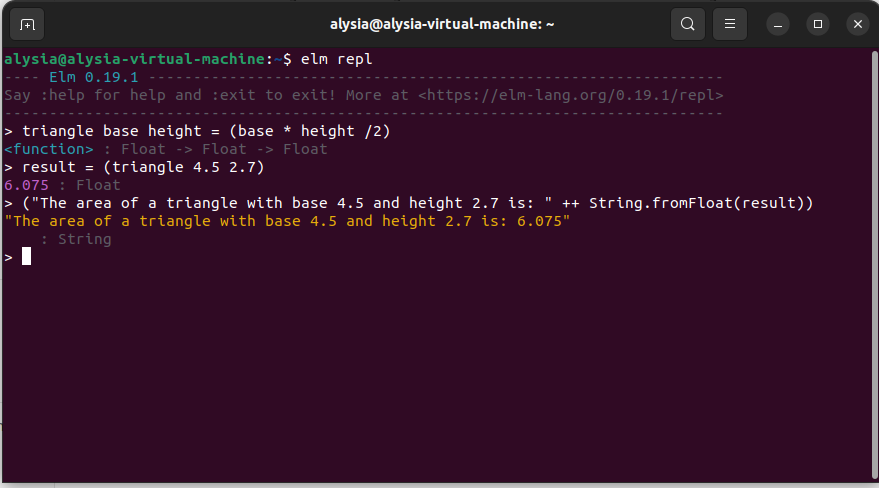 alysia@alysia-virtual-machine: ~
alysia@alysia-virtual-machine:~$ elm repl
---- Elm 0.19.1 ----------------------------------------------------------------
Say :help for help and :exit to exit! More at <https://elm-lang.org/0.19.1/repl>
--------------------------------------------------------------------------------
> triangle base height = (base * height /2)
<function> : Float -> Float -> Float
> result = (triangle 4.5 2.7)
6.075 : Float
> ("The area of a triangle with base 4.5 and height 2.7 is: " ++ String.fromFloat(result))
"The area of a triangle with base 4.5 and height 2.7 is: 6.075"
    : String
>